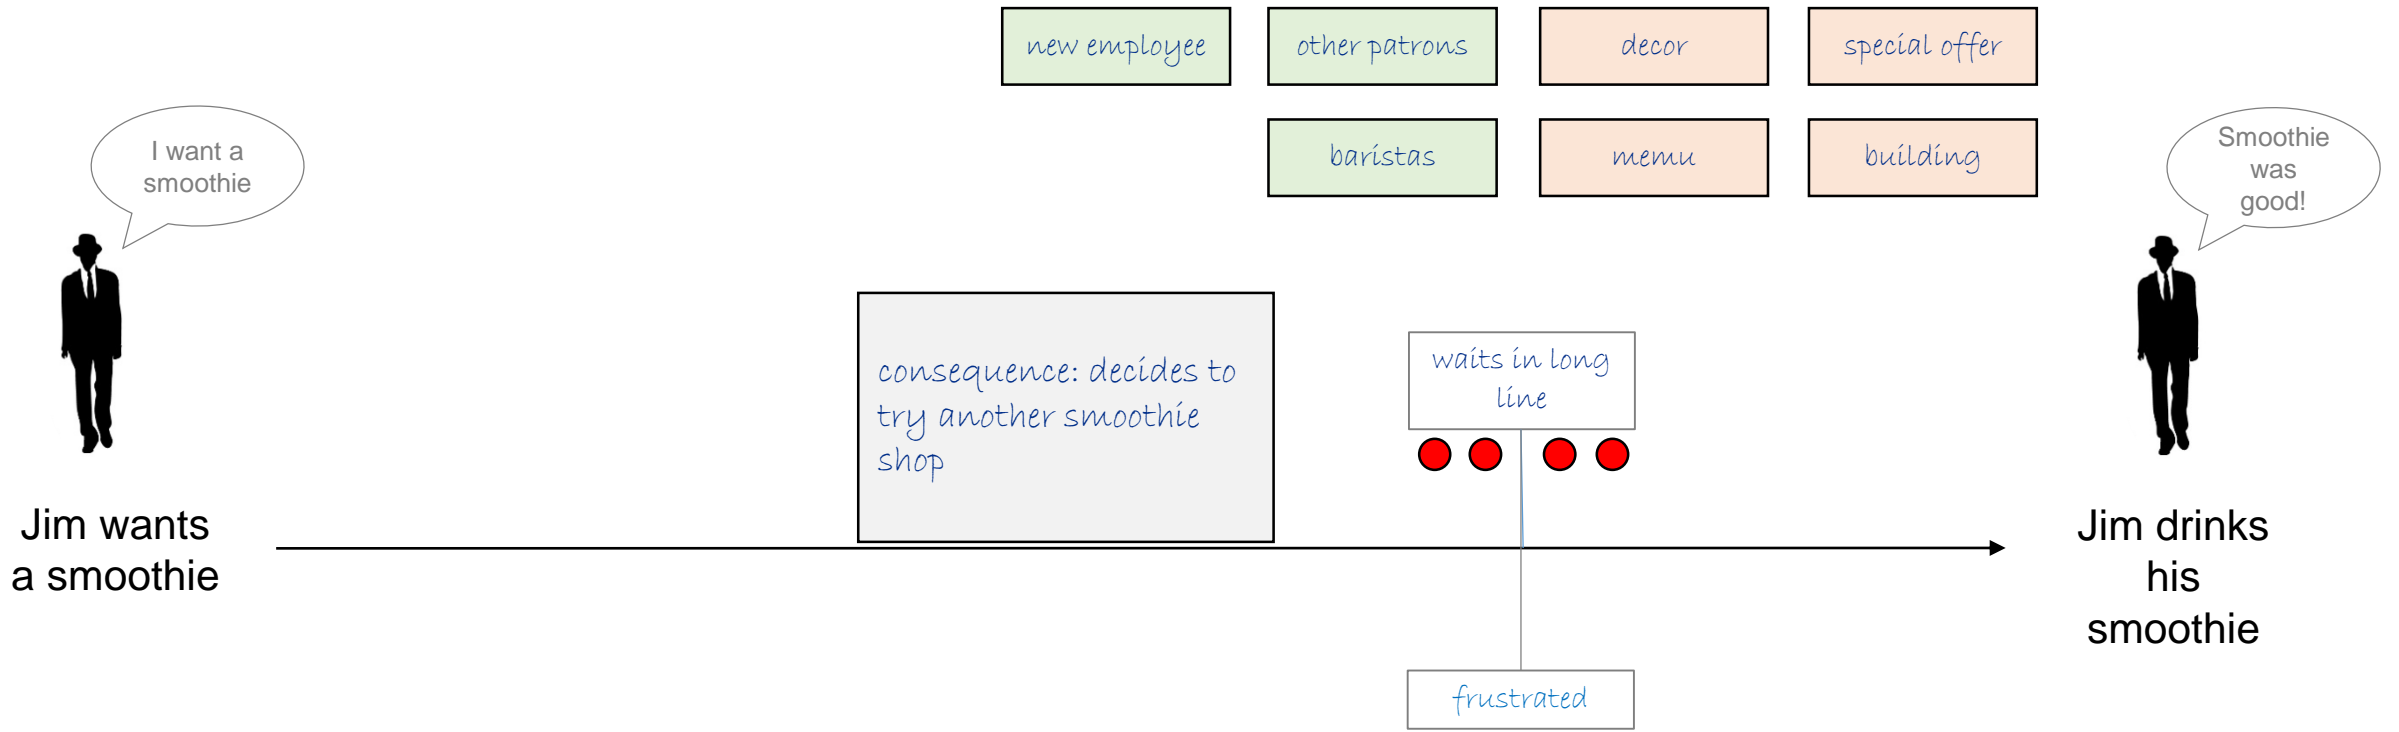 new employee
other patrons
decor
special offer
baristas
memu
building
I want a
smoothie
Smoothie
was
good!
consequence: decides to
try another smoothie
shop
waits in long
line
Jim wants
a smoothie
Jim drinks
his
smoothie
frustrated